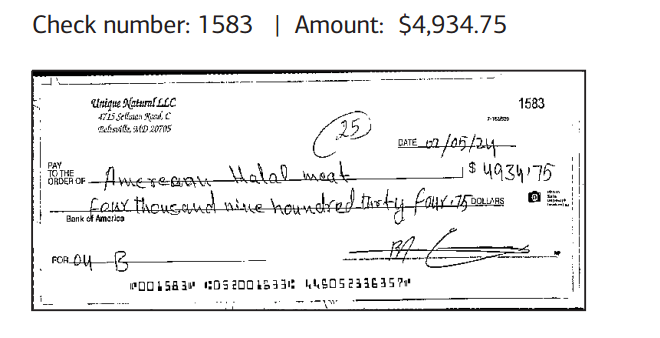 Check number: 1583 | Amount: $4,934.75
Unique Natural LLC
4715 Sellman Road, C
Beltsville, MD 20705
1583
25
DATE 02/05/24
PAY
TO THE
ORDER OF Amereean Halal meat $ 4934.75
four thousand nine houndred thirty four.75 DOLLARS
Bank of America
FOR 04 B
⑈001583⑈ ⑆052001633⑆ 446052336357⑈